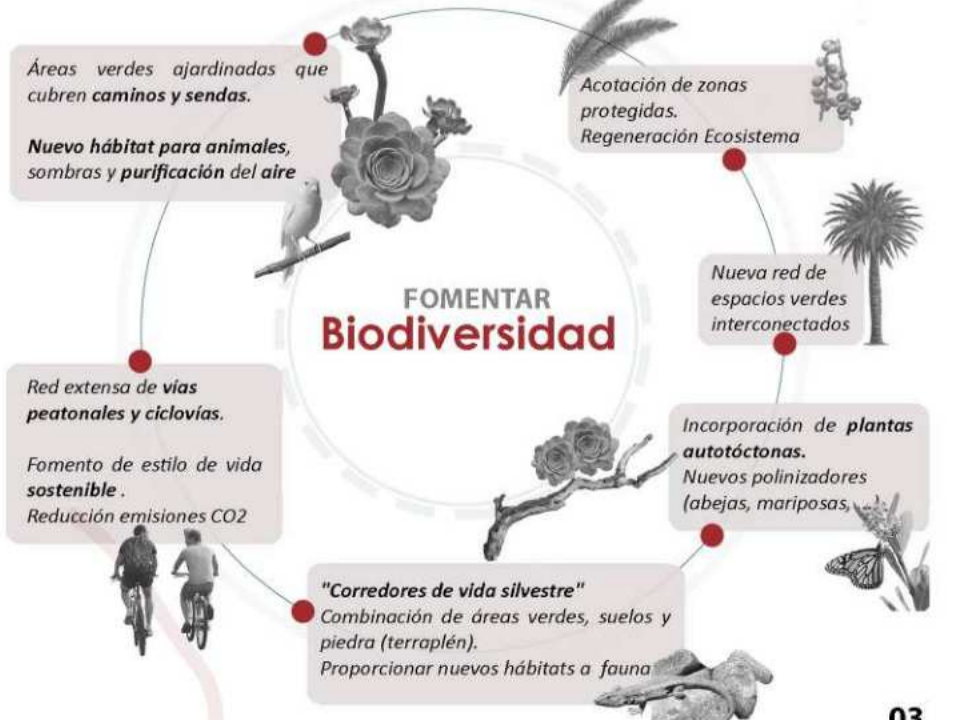 Áreas verdes ajardinadas que
cubren caminos y sendas.
Nuevo hábitat para animales,
sombras y purificación del aire
Acotación de zonas
protegidas.
Regeneración Ecosistema
Nueva red de
espacios verdes
interconectados
FOMENTAR
Biodiversidad
Red extensa de vías
peatonales y ciclovías.
Fomento de estilo de vida
sostenible .
Reducción emisiones CO2
Incorporación de plantas
autotóctonas.
Nuevos polinizadores
(abejas, mariposas,
"Corredores de vida silvestre"
Combinación de áreas verdes, suelos y
piedra (terraplén).
Proporcionar nuevos hábitats a fauna
03